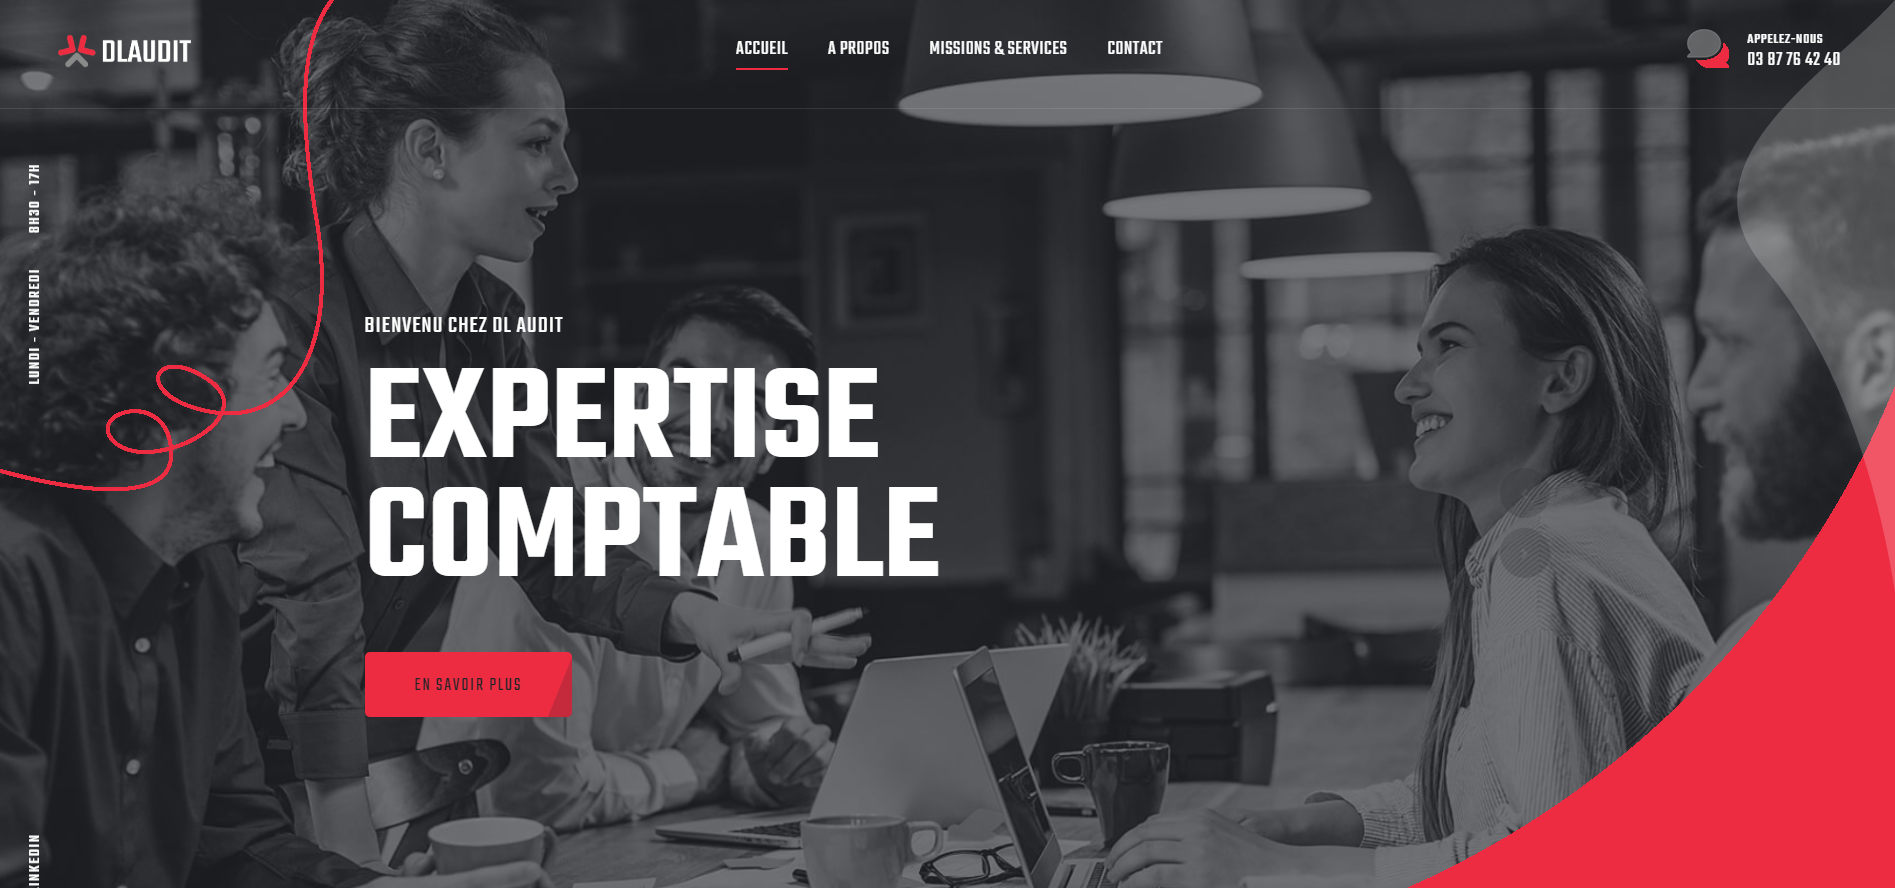 DLAUDIT
ACCUEIL
A PROPOS
MISSIONS & SERVICES
CONTACT
APPELEZ-NOUS
03 87 76 42 40
8H30 - 17H
LUNDI - VENDREDI
BIENVENU CHEZ DL AUDIT
EXPERTISE
COMPTABLE
EN SAVOIR PLUS
INKEDIN